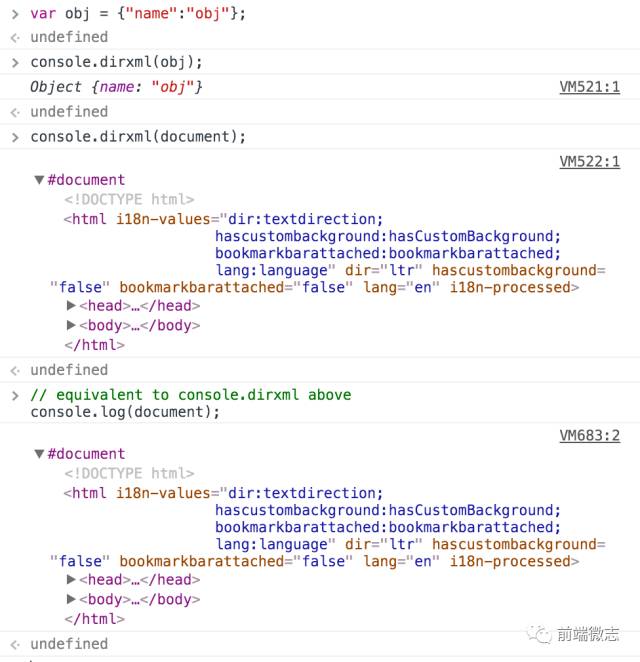 var obj = {"name":"obj"};
undefined
console.dirxml(obj);
Object {name: "obj"} VM521:1
undefined
console.dirxml(document);
VM522:1
#document
<!DOCTYPE html>
<html i18n-values="dir:textdirection;
hascustombackground:hasCustomBackground;
bookmarkbarattached:bookmarkbarattached;
lang:language" dir="ltr" hascustombackground=
"false" bookmarkbarattached="false" lang="en" i18n-processed>
<head>…</head>
<body>…</body>
</html>
undefined
// equivalent to console.dirxml above
console.log(document);
VM683:2
#document
<!DOCTYPE html>
<html i18n-values="dir:textdirection;
hascustombackground:hasCustomBackground;
bookmarkbarattached:bookmarkbarattached;
lang:language" dir="ltr" hascustombackground=
"false" bookmarkbarattached="false" lang="en" i18n-processed>
<head>…</head>
<body>…</body>
</html>
前端微志
undefined